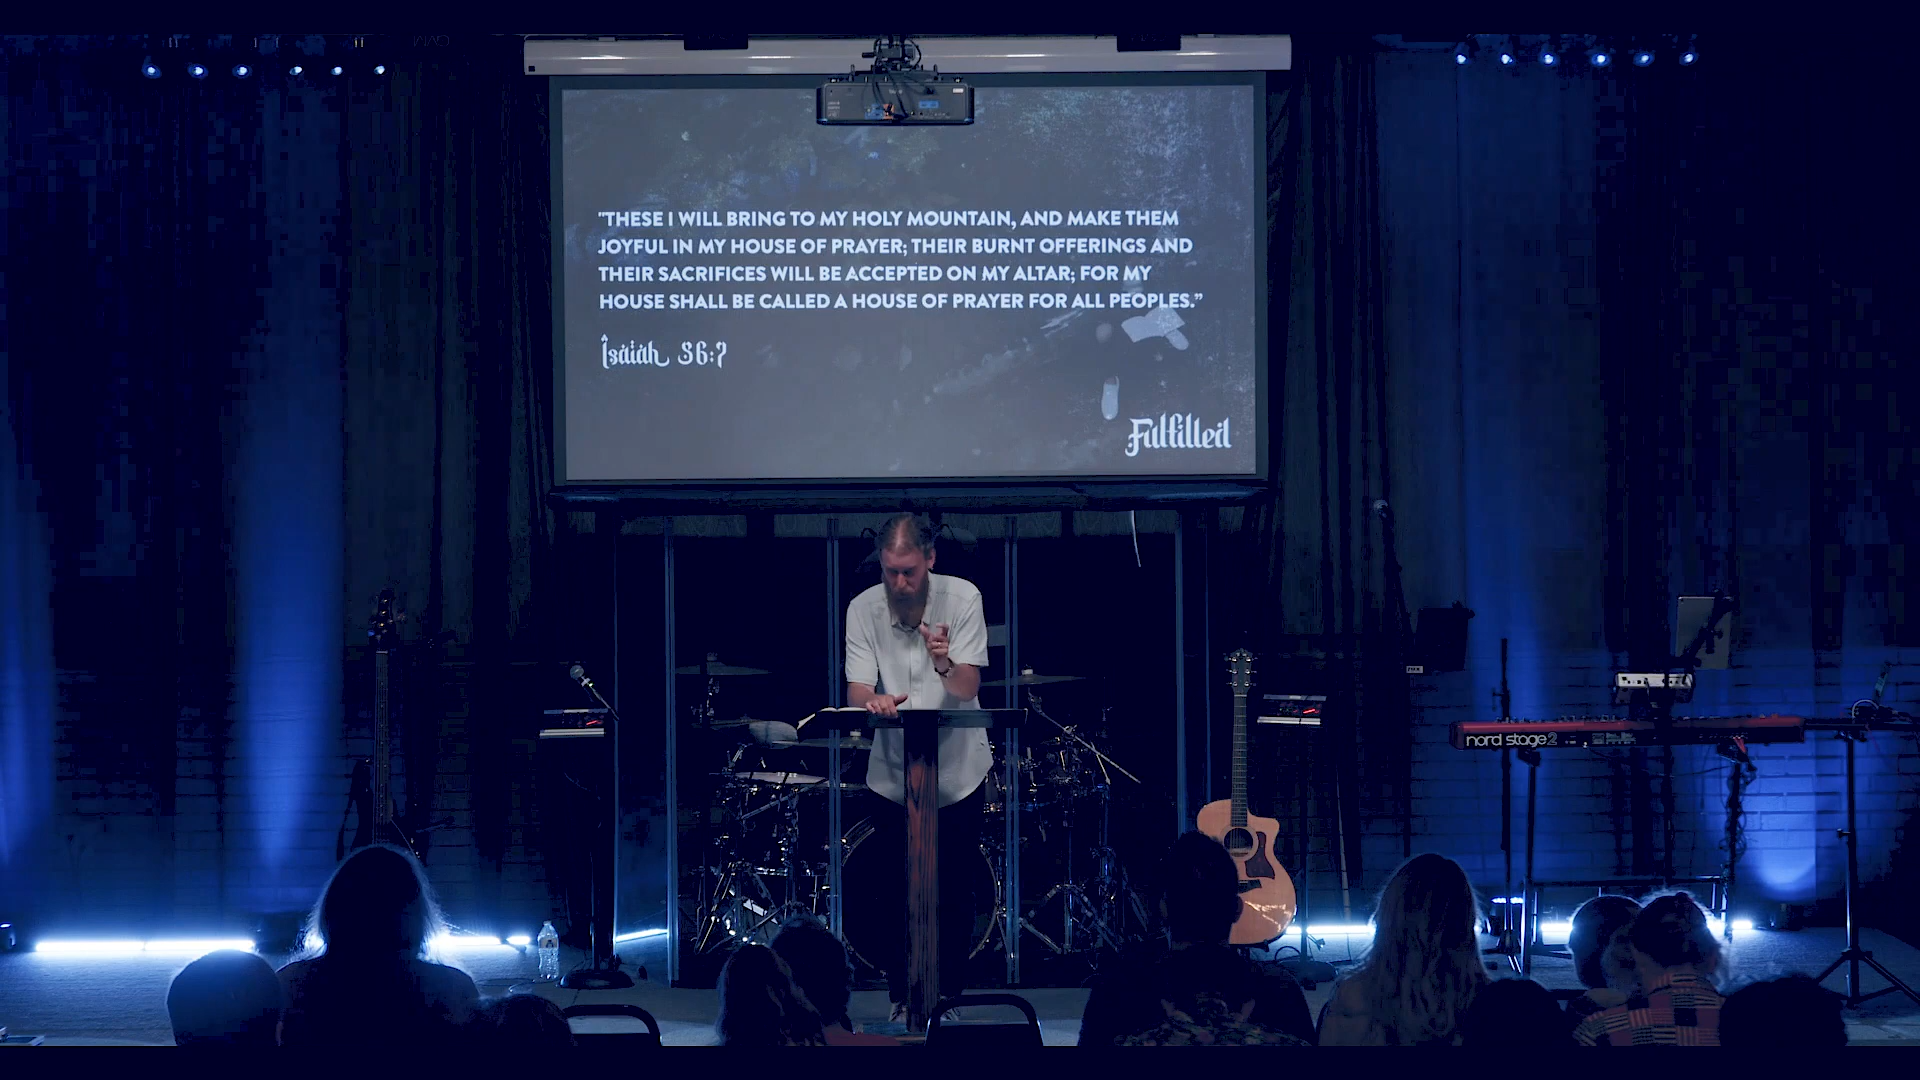 "THESE I WILL BRING TO MY HOLY MOUNTAIN, AND MAKE THEM
JOYFUL IN MY HOUSE OF PRAYER; THEIR BURNT OFFERINGS AND
THEIR SACRIFICES WILL BE ACCEPTED ON MY ALTAR; FOR MY
HOUSE SHALL BE CALLED A HOUSE OF PRAYER FOR ALL PEOPLES.”
Isaiah 56:7
Fulfilled
nord stage 2